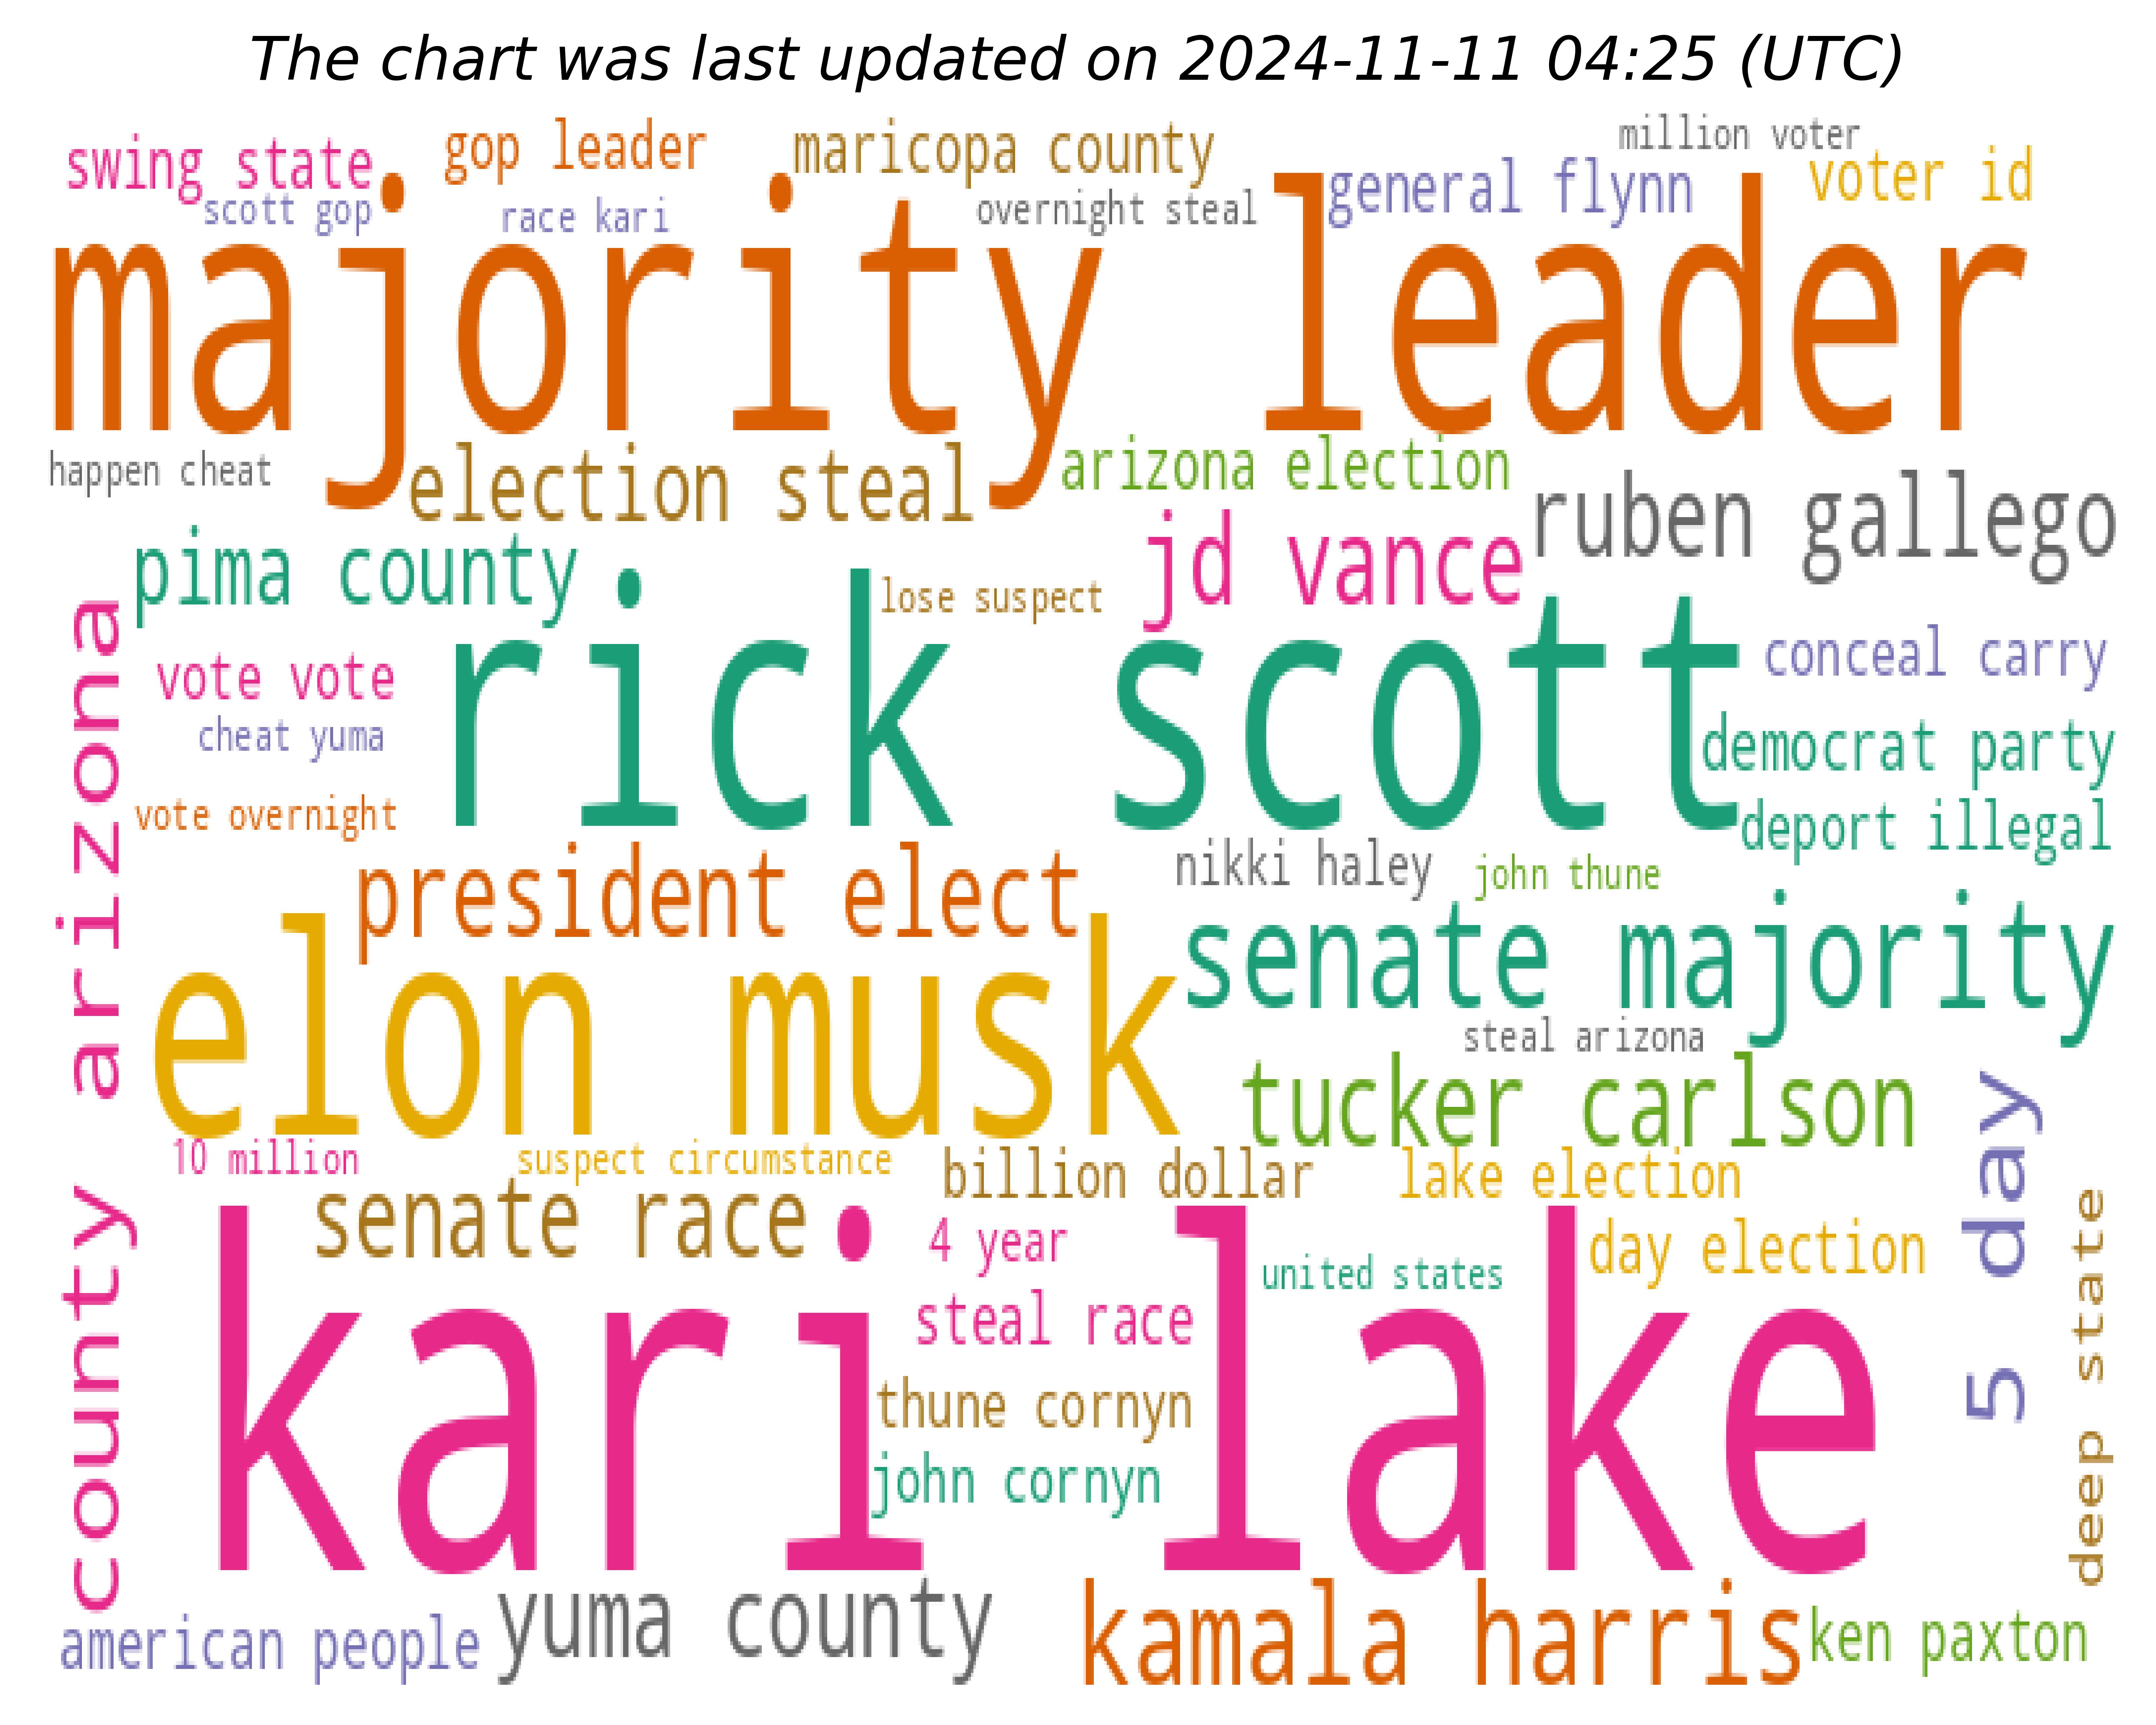 The chart was last updated on 2024-11-11 04:25 (UTC)
swing state
gop leader
maricopa county
million voter
general flynn
voter id
scott gop
race kari
overnight steal
majority leader
happen cheat
election steal
arizona election
ruben gallego
pima county
jd vance
lose suspect
rick scott
conceal carry
vote vote
cheat yuma
democrat party
vote overnight
deport illegal
county arizona
president elect
nikki haley
john thune
senate majority
elon musk
steal arizona
tucker carlson
10 million
suspect circumstance
billion dollar
lake election
5 day
senate race
4 year
day election
united states
deep state
kari lake
steal race
thune cornyn
john cornyn
american people
yuma county
kamala harris
ken paxton